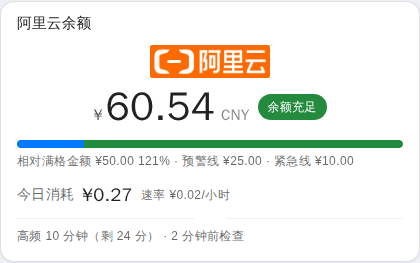 阿里云余额
阿里云
¥ 60.54 CNY 余额充足
相对满格金额 ¥50.00 121% · 预警线 ¥25.00 · 紧急线 ¥10.00
今日消耗 ¥0.27 速率 ¥0.02/小时
高频 10 分钟（剩 24 分） · 2 分钟前检查